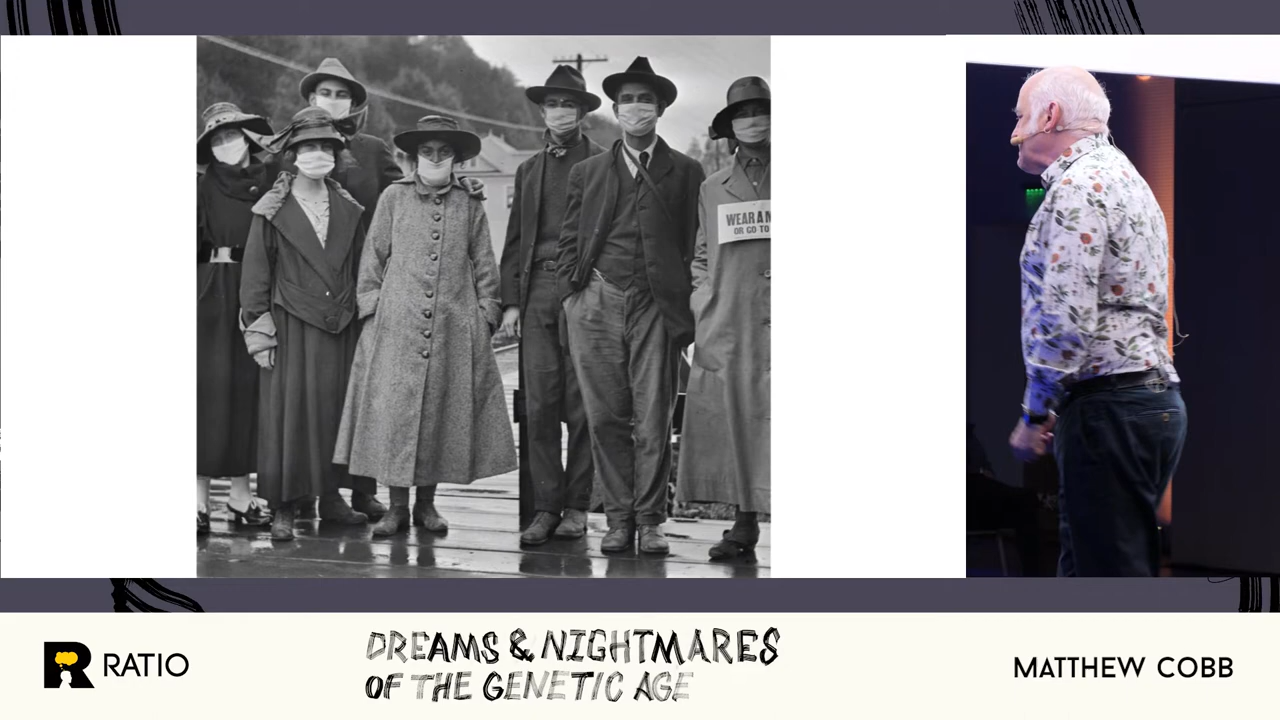 WEAR A
OR GO TO
RATIO
DREAMS & NIGHTMARES
OF THE GENETIC AGE
MATTHEW COBB